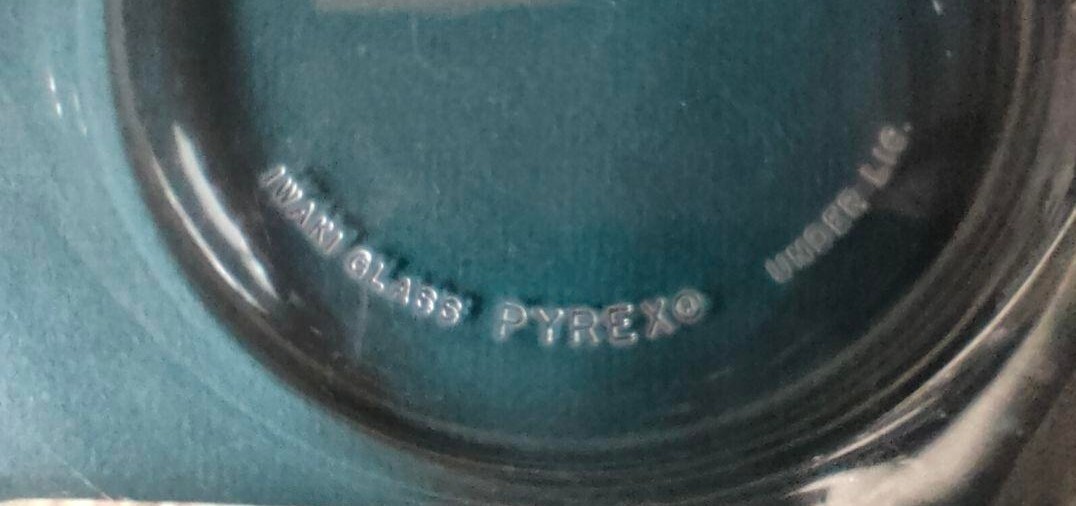 IWAKI GLASS PYREX® UNDER LIC.